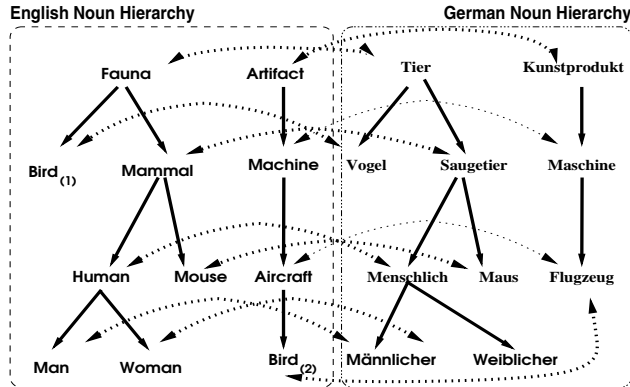 English Noun Hierarchy German Noun Hierarchy
Fauna Artifact Tier Kunstprodukt
Bird (1) Mammal Machine Vogel Saugetier Maschine
Human Mouse Aircraft Menschlich Maus Flugzeug
Man Woman Bird (2) Männlicher Weiblicher